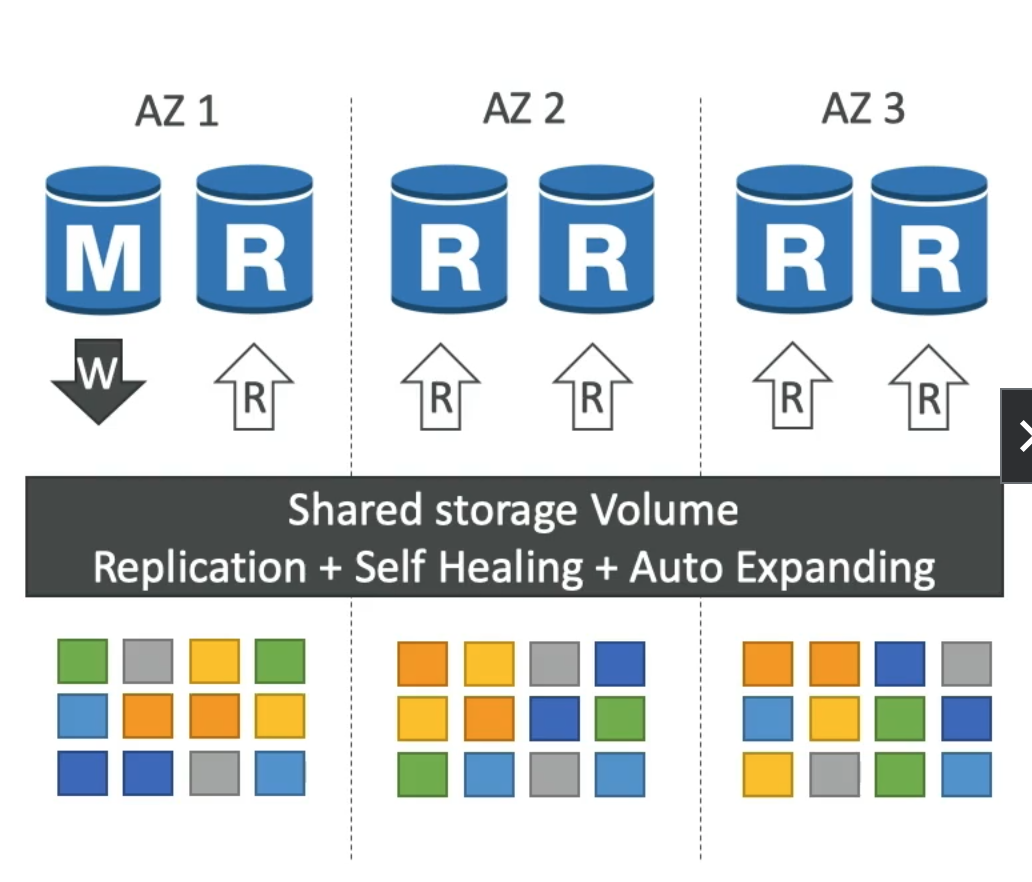 AZ 1
AZ 2
AZ 3
M
R
R
R
R
R
W
R
R
R
R
R
Shared storage Volume
Replication + Self Healing + Auto Expanding